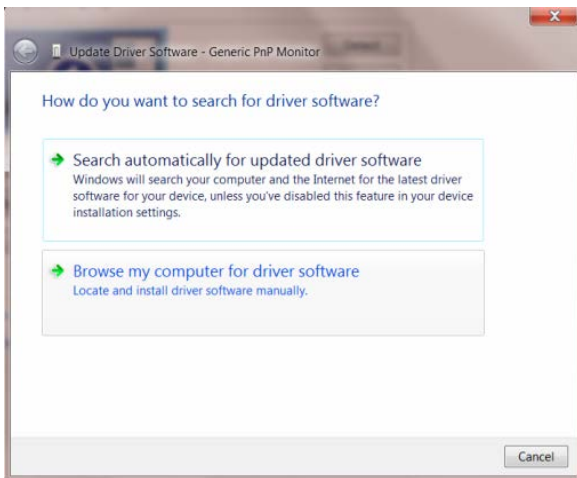 Update Driver Software - Generic PnP Monitor
How do you want to search for driver software?
Search automatically for updated driver software
Windows will search your computer and the Internet for the latest driver
software for your device, unless you've disabled this feature in your device
installation settings.
Browse my computer for driver software
Locate and install driver software manually.
Cancel